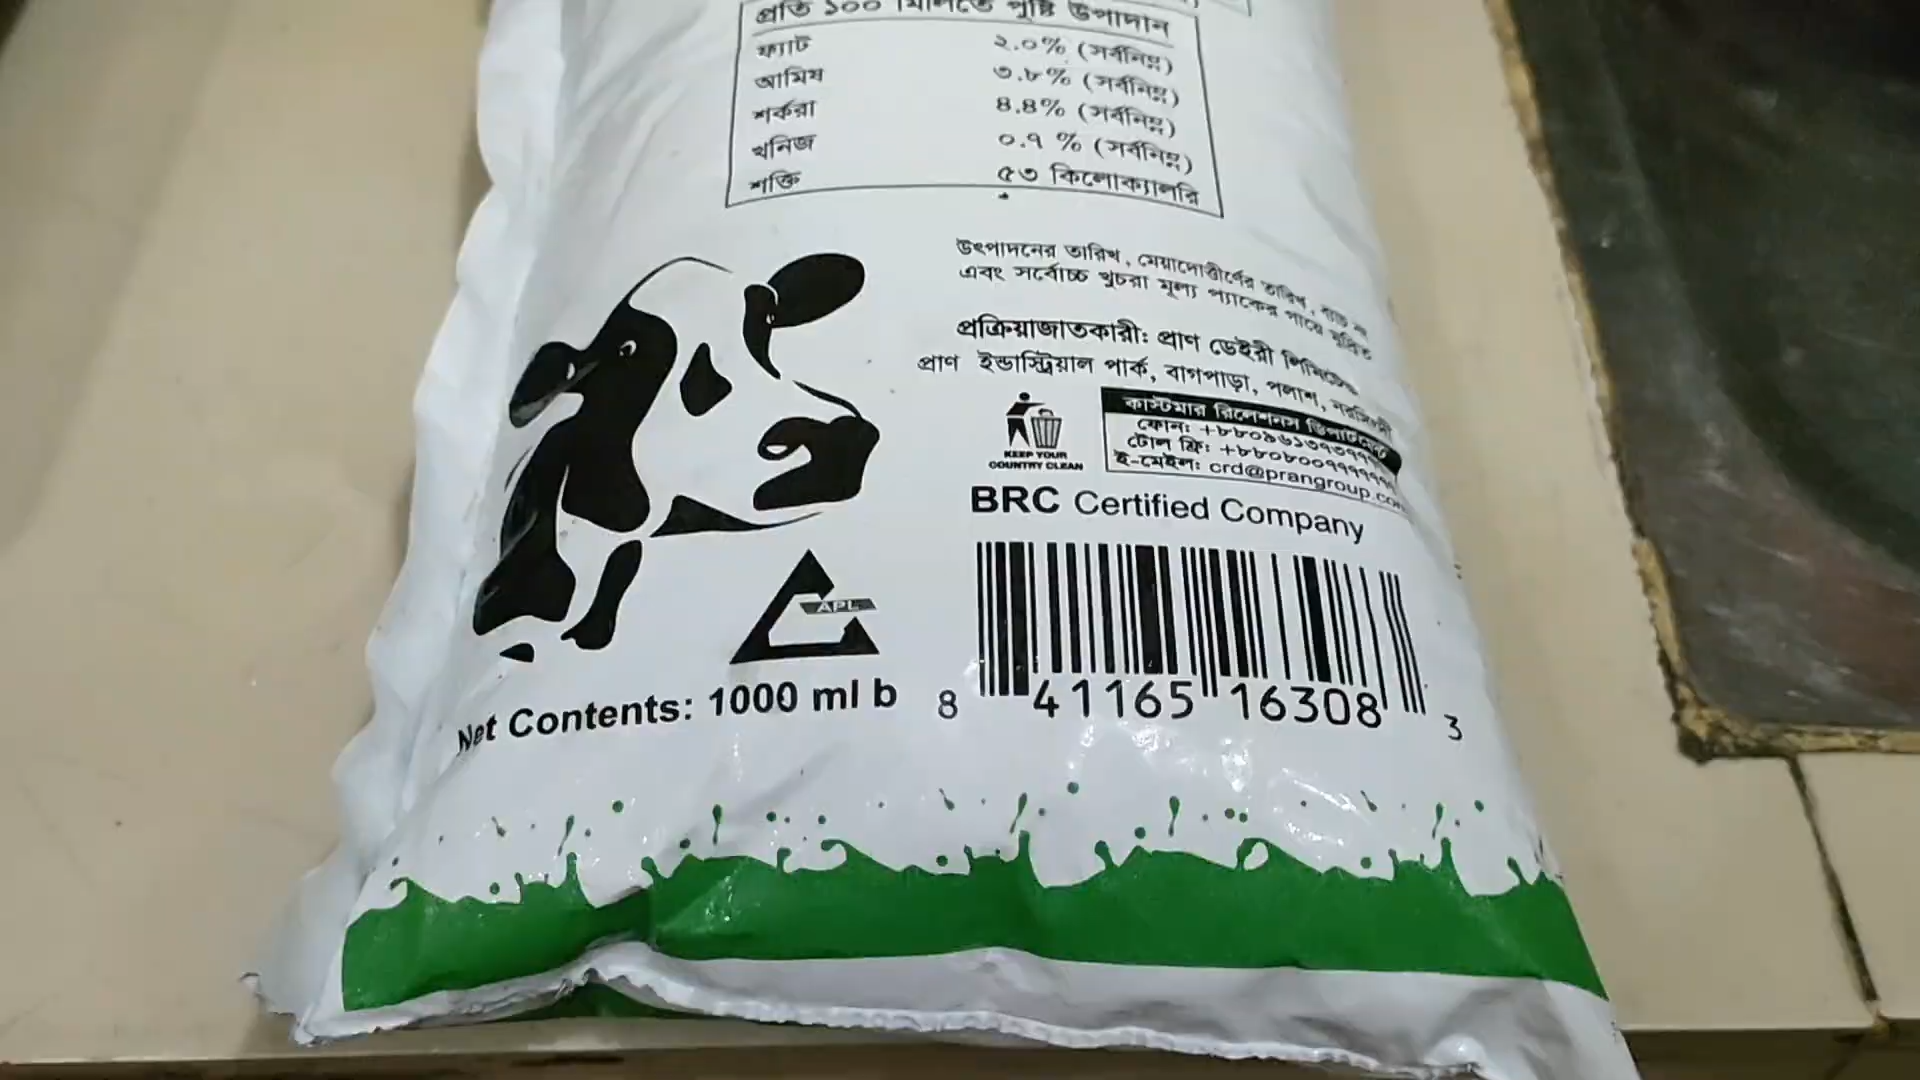 প্রতি ১০০ মিলিতে পুষ্টি উপাদান
ফ্যাট ২.০% (সর্বনিম্ন)
আমিষ ৩.৮% (সর্বনিম্ন)
শর্করা ৪.৪% (সর্বনিম্ন)
খনিজ ০.৭ % (সর্বনিম্ন)
শক্তি ৫৩ কিলোক্যালরি
উৎপাদনের তারিখ, মেয়াদোত্তীর্ণের তারিখ, ব্যাচ নং
এবং সর্বোচ্চ খুচরা মূল্য প্যাকের গায়ে মুদ্রিত
প্রক্রিয়াজাতকারী: প্রাণ ডেইরী লিমিটেড
প্রাণ ইন্ডাস্ট্রিয়াল পার্ক, বাগপাড়া, পলাশ, নরসিংদী
KEEP YOUR
COUNTRY CLEAN
কাস্টমার রিলেশনস ডিপার্টমেন্ট
ফোন:
টোল ফ্রি:
ই-মেইল: crd@prangroup.com
BRC Certified Company
APL
Net Contents: 1000 ml b
8 41165 16308 3